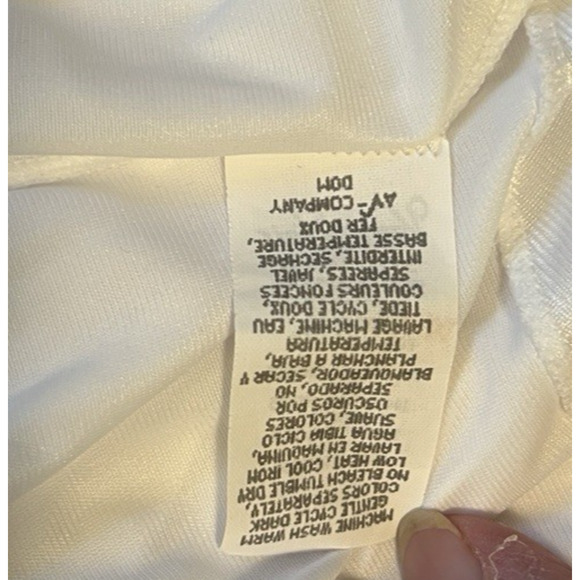 MACHINE WASH WARM
GENTLE CYCLE DARK
COLORS SEPARATELY,
NO BLEACH TUMBLE DRY
LOW HEAT, COOL IRON
LAVAR EM MAQUINA,
AGUA TIBIA CICLO
SUAVE, COLORES
OSCUROS POR
SEPARADO, NO
BLANQUEADOR, SECAR Y
PLANCHAR A BAJA,
TEMPERATURA
LAVAGE MACHINE, EAU
TIEDE, CYCLE DOUX,
COULEURS FONCEES
SEPAREES, JAVEL
INTERDITE, SECHAGE
BASSE TEMPERATURE,
FER DOUX
AV- COMPANY
DOM